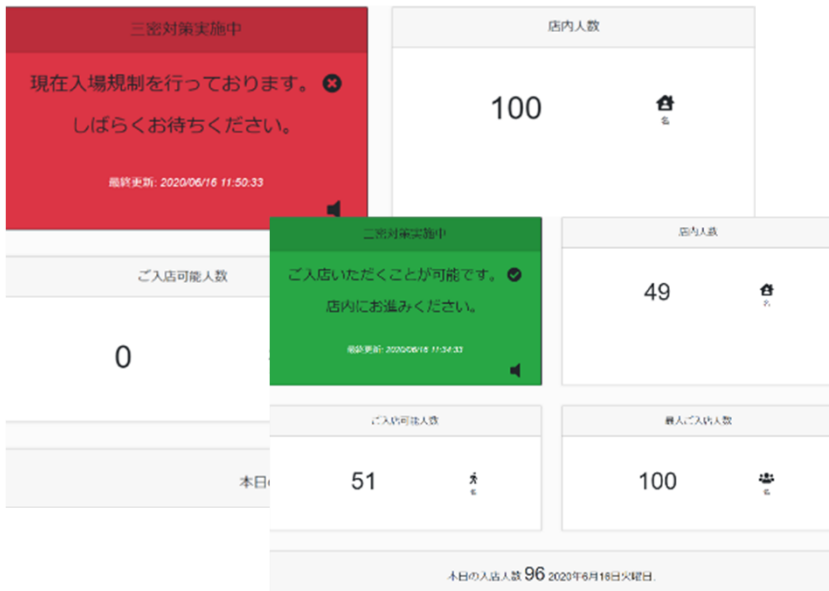 三密対策実施中
現在入場規制を行っております。
しばらくお待ちください。
最終更新: 2020/06/16 11:50:33
店内人数
100
名
ご入店可能人数
0
本日の
三密対策実施中
ご入店いただくことが可能です。
店内にお進みください。
最終更新: 2020/06/16 11:34:33
店内人数
49
名
ご入店可能人数
51
名
最大ご入店人数
100
名
本日の入店人数 96 2020年6月16日火曜日.